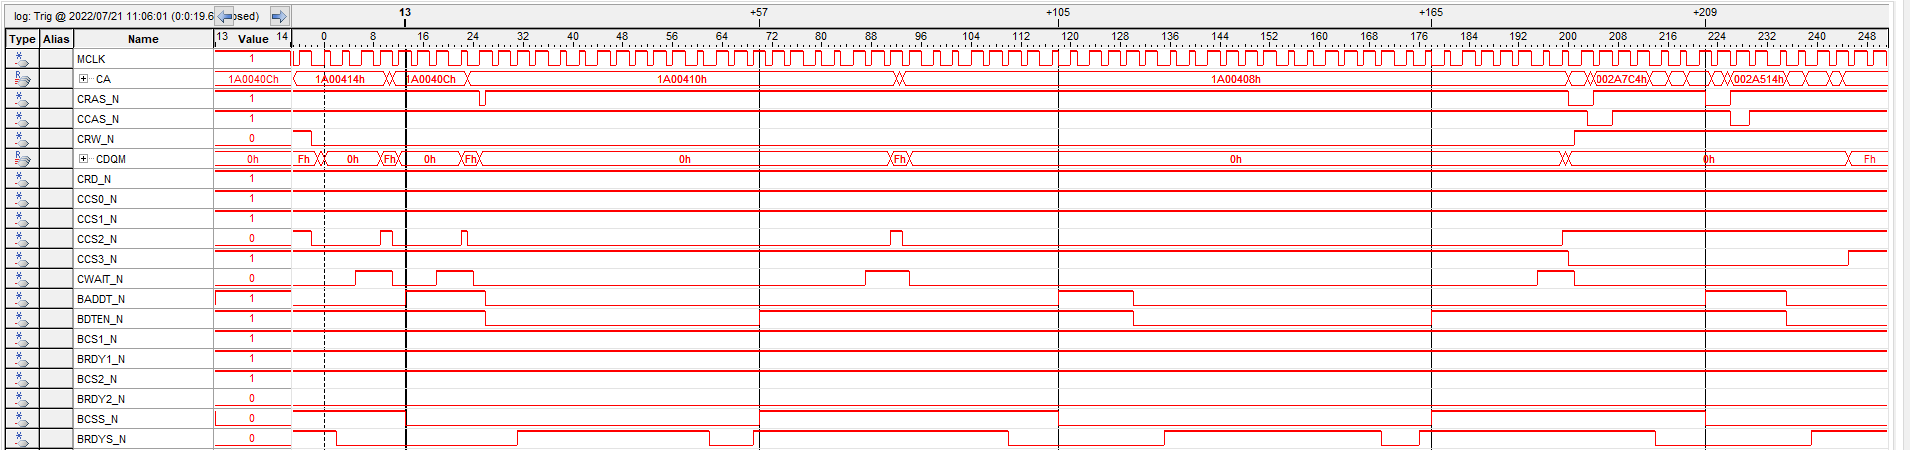 log: Trig @ 2022/07/21 11:06:01 (0:0:19.6 osed) 13 +57 +105 +165 +209
Type Alias Name 13 Value 14 0 8 16 24 32 40 48 56 64 72 80 88 96 104 112 120 128 136 144 152 160 168 176 184 192 200 208 216 224 232 240 248
MCLK 1
CA 1A0040Ch 1A00414h 1A0040Ch 1A00410h 1A00408h 002A7C4h 002A514h
CRAS_N 1
CCAS_N 1
CRW_N 0
CDQM 0h Fh 0h Fh 0h Fh 0h Fh 0h 0h Fh
CRD_N 1
CCS0_N 1
CCS1_N 1
CCS2_N 0
CCS3_N 1
CWAIT_N 0
BADDT_N 1
BDTEN_N 1
BCS1_N 1
BRDY1_N 1
BCS2_N 1
BRDY2_N 0
BCSS_N 0
BRDYS_N 0